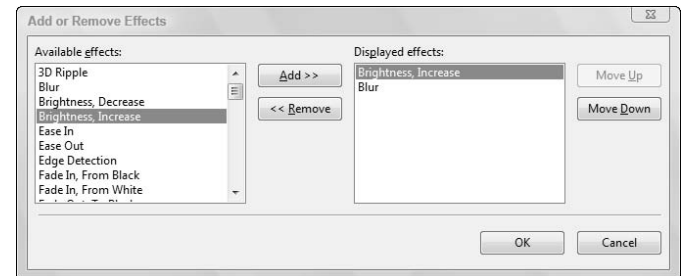 Add or Remove Effects
Available effects:
3D Ripple
Blur
Brightness, Decrease
Brightness, Increase
Ease In
Ease Out
Edge Detection
Fade In, From Black
Fade In, From White
Add >>
<< Remove
Displayed effects:
Brightness, Increase
Blur
Move Up
Move Down
OK
Cancel